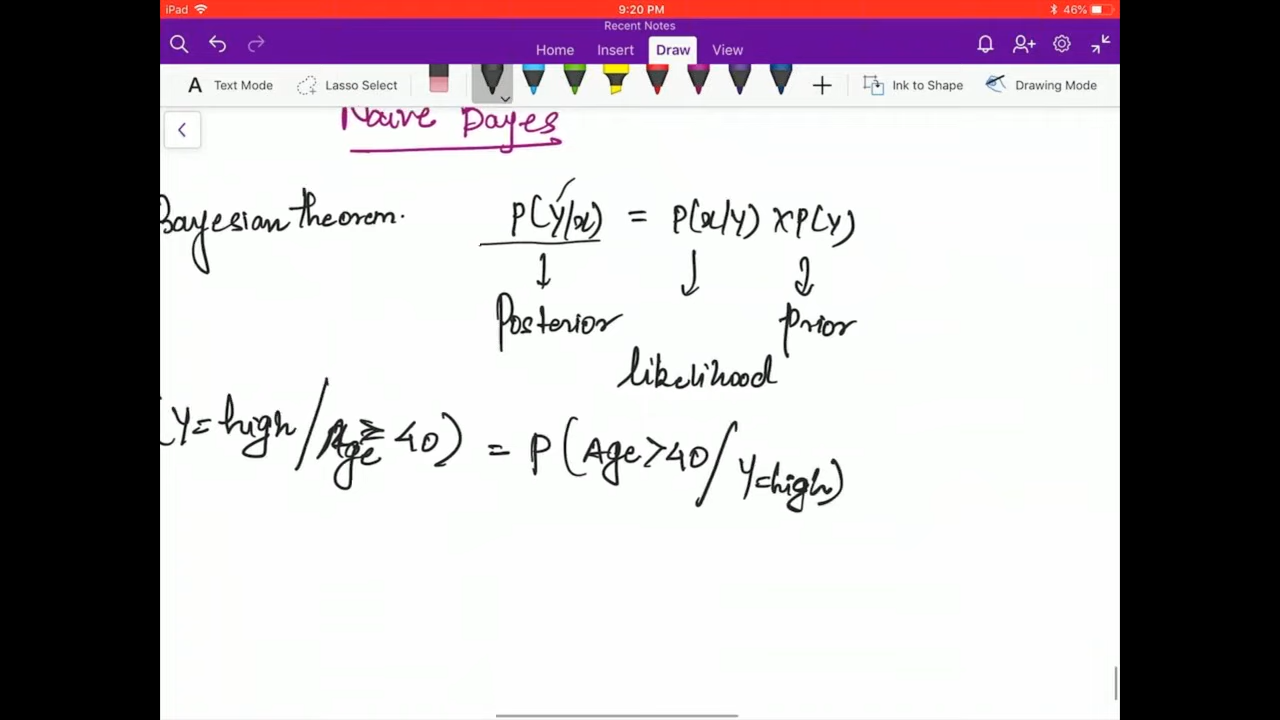 iPad 9:20 PM 46%
Recent Notes
Home Insert Draw View
A Text Mode Lasso Select Ink to Shape Drawing Mode
Naive Bayes
Bayesian theorem. P(Y/x) = P(x/Y) x P(Y)
Posterior Prior
likelihood
(Y=high/Age ≥ 40) = P(Age>40/Y=high)